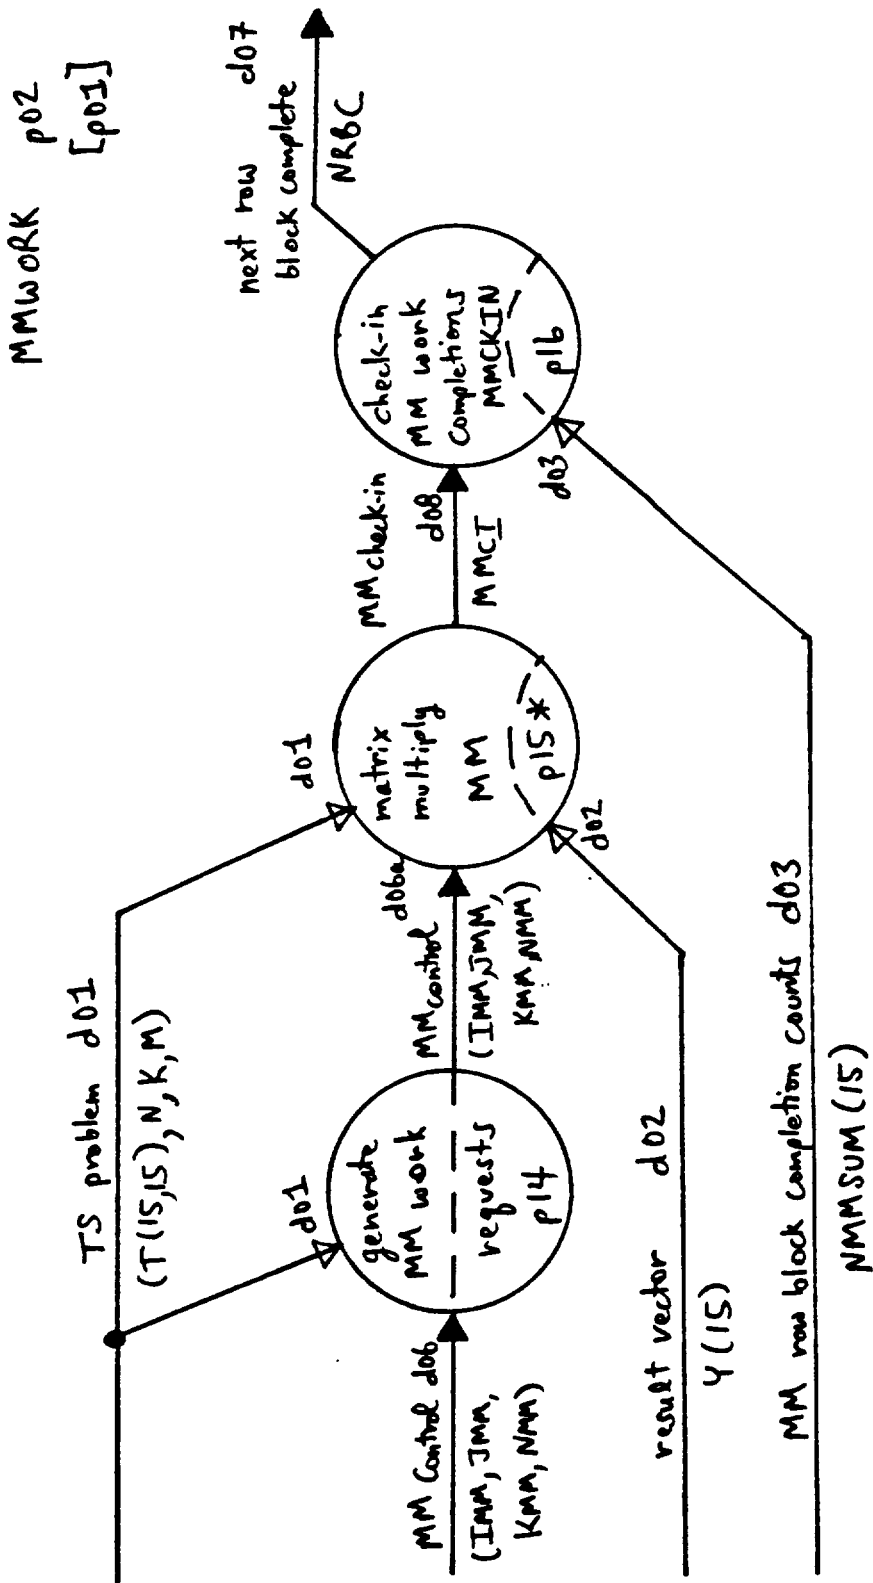 MMWORK p02
[p01]
TS problem d01
(T(15,15), N, K, M)
next row d07
block complete
NRBC
MM Control d06
(IMM, JMM,
KMM, NMM)
d01
generate
MM work
requests
p14
MM control d06a
(IMM, JMM,
KMM, NMM)
d01
matrix
multiply
MM
p15*
d02
MM check-in
d08
MMCI
check-in
MM work
completions
MMCKIN
p16
d03
result vector d02
Y(15)
MM row block completion counts d03
NMMSUM(15)